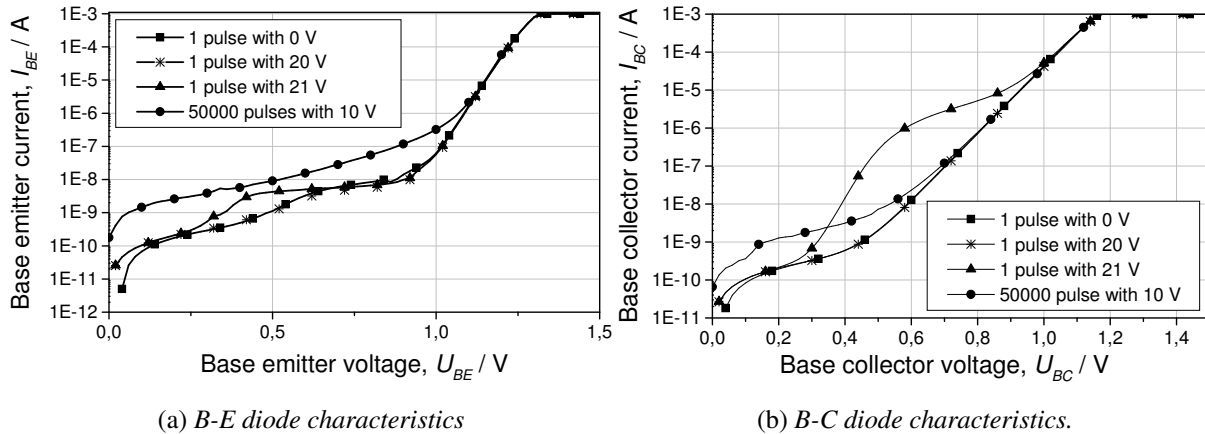 Base emitter current, I_BE / A
1E-3
1E-4
1E-5
1E-6
1E-7
1E-8
1E-9
1E-10
1E-11
1E-12
1 pulse with 0 V
1 pulse with 20 V
1 pulse with 21 V
50000 pulses with 10 V
0,0
0,5
1,0
1,5
Base emitter voltage, U_BE / V
(a) B-E diode characteristics
Base collector current, I_BC / A
1E-3
1E-4
1E-5
1E-6
1E-7
1E-8
1E-9
1E-10
1E-11
1 pulse with 0 V
1 pulse with 20 V
1 pulse with 21 V
50000 pulse with 10 V
0,0
0,2
0,4
0,6
0,8
1,0
1,2
1,4
Base collector voltage, U_BC / V
(b) B-C diode characteristics.